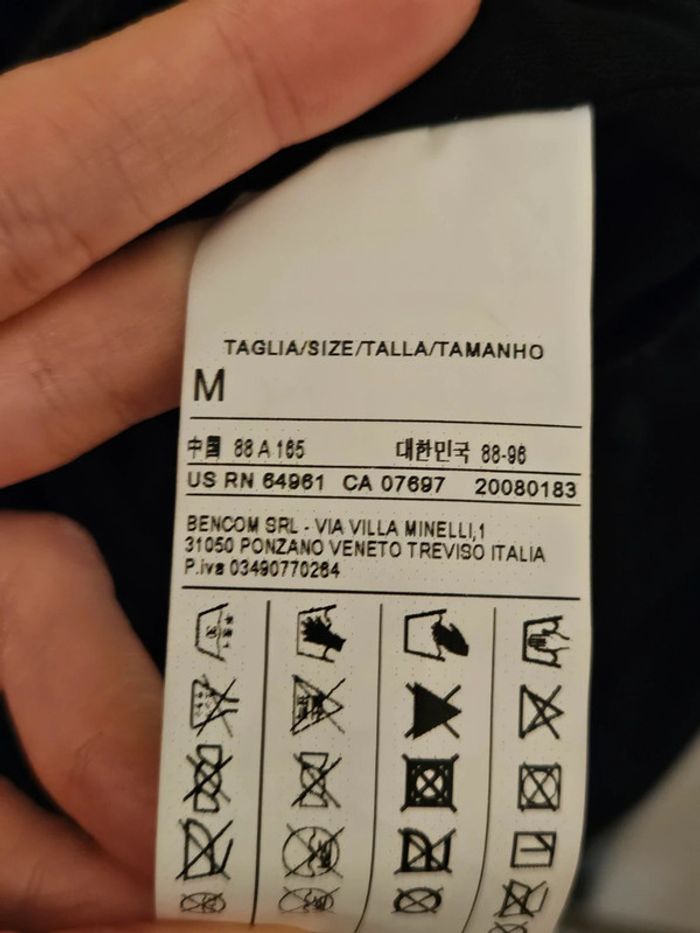 TAGLIA/SIZE/TALLA/TAMANHO
M
中国 88 A 165 대한민국 88-96
US RN 64961 CA 07697 20080183
BENCOM SRL - VIA VILLA MINELLI,1
31050 PONZANO VENETO TREVISO ITALIA
P.iva 03490770264